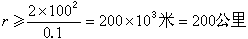 r ⩾ 2×100²/0.1 = 200×10³米 = 200公里